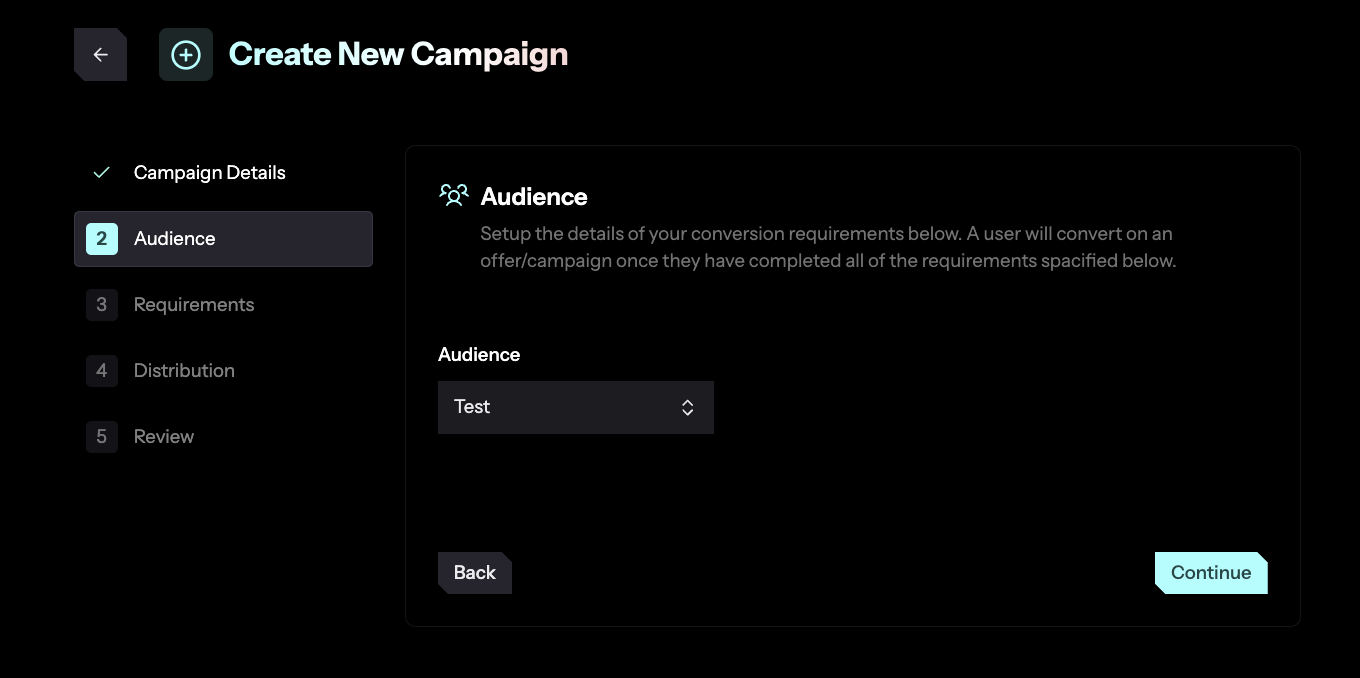 Create New Campaign
Campaign Details
2 Audience
3 Requirements
4 Distribution
5 Review
Audience
Setup the details of your conversion requirements below. A user will convert on an
offer/campaign once they have completed all of the requirements spacified below.
Audience
Test
Back
Continue